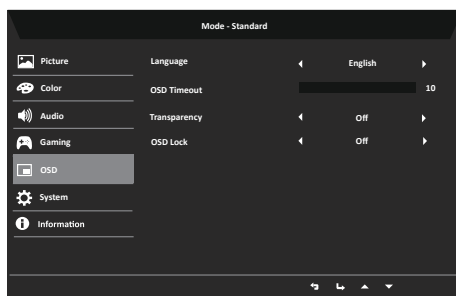 Mode - Standard
Picture
Language English
Color
OSD Timeout 10
Audio
Transparency Off
Gaming
OSD Lock Off
OSD
System
Information